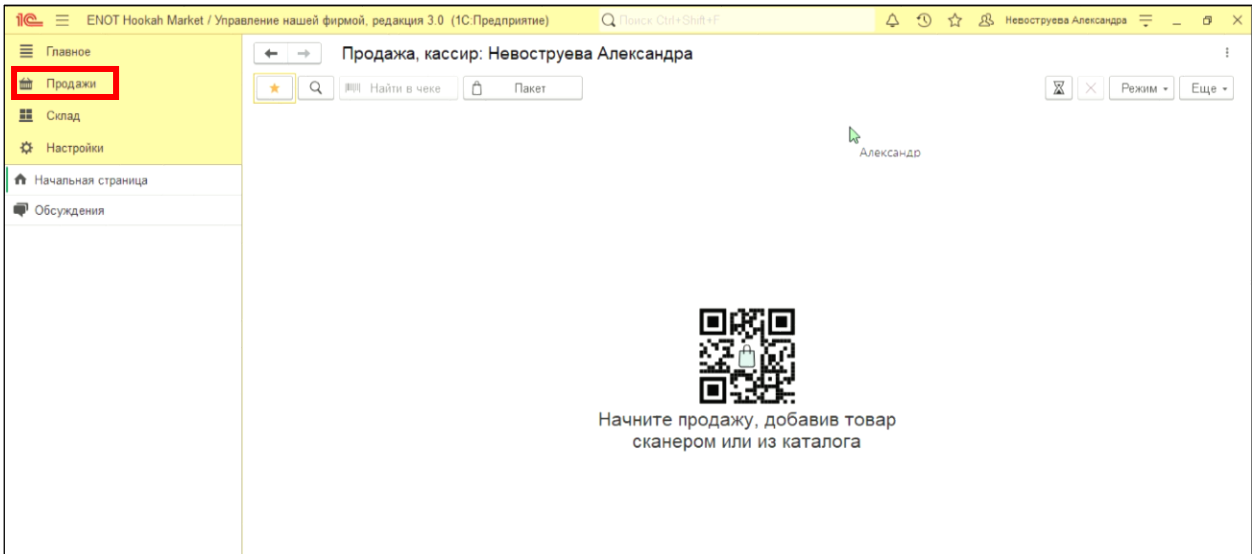 1С ENOT Hookah Market / Управление нашей фирмой, редакция 3.0 (1С:Предприятие) Поиск Ctrl+Shift+F Невоструева Александра
Главное
Продажи
Склад
Настройки
Начальная страница
Обсуждения
Продажа, кассир: Невоструева Александра
Найти в чеке Пакет Режим Еще
Александр
Начните продажу, добавив товар
сканером или из каталога